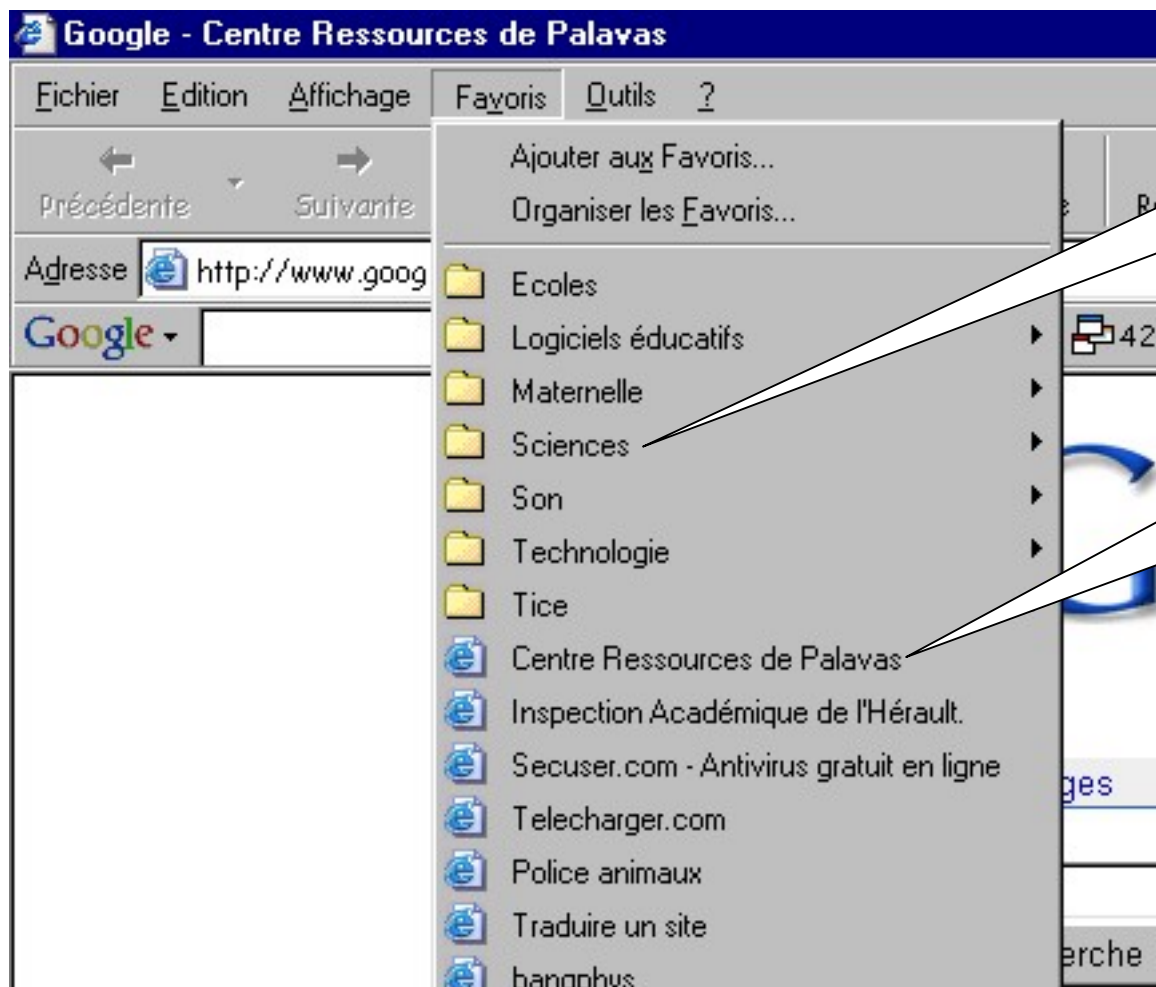 Google - Centre Ressources de Palavas
Fichier Edition Affichage Favoris Outils ?
Précédente Suivante
Adresse http://www.goog
Google
42
Ajouter aux Favoris...
Organiser les Favoris...
Ecoles
Logiciels éducatifs
Maternelle
Sciences
Son
Technologie
Tice
Centre Ressources de Palavas
Inspection Académique de l'Hérault.
Secuser.com - Antivirus gratuit en ligne
Telecharger.com
Police animaux
Traduire un site
bangphys
ges
erche